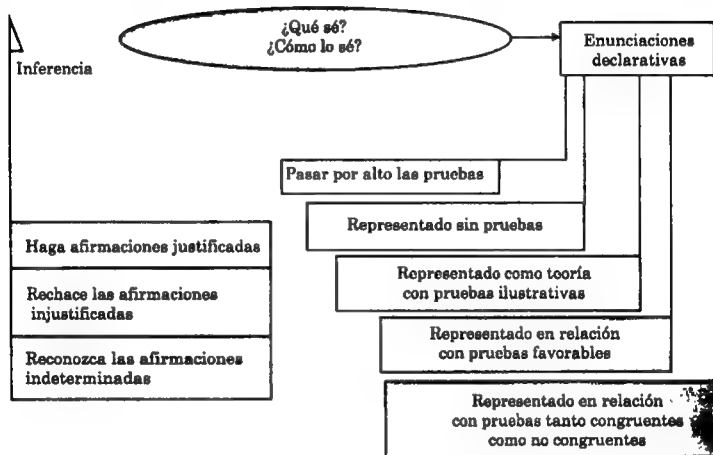 ¿Qué sé?
¿Cómo lo sé?
Enunciaciones
declarativas
Inferencia
Pasar por alto las pruebas
Representado sin pruebas
Haga afirmaciones justificadas
Representado como teoría
con pruebas ilustrativas
Rechace las afirmaciones
injustificadas
Representado en relación
con pruebas favorables
Reconozca las afirmaciones
indeterminadas
Representado en relación
con pruebas tanto congruentes
como no congruentes